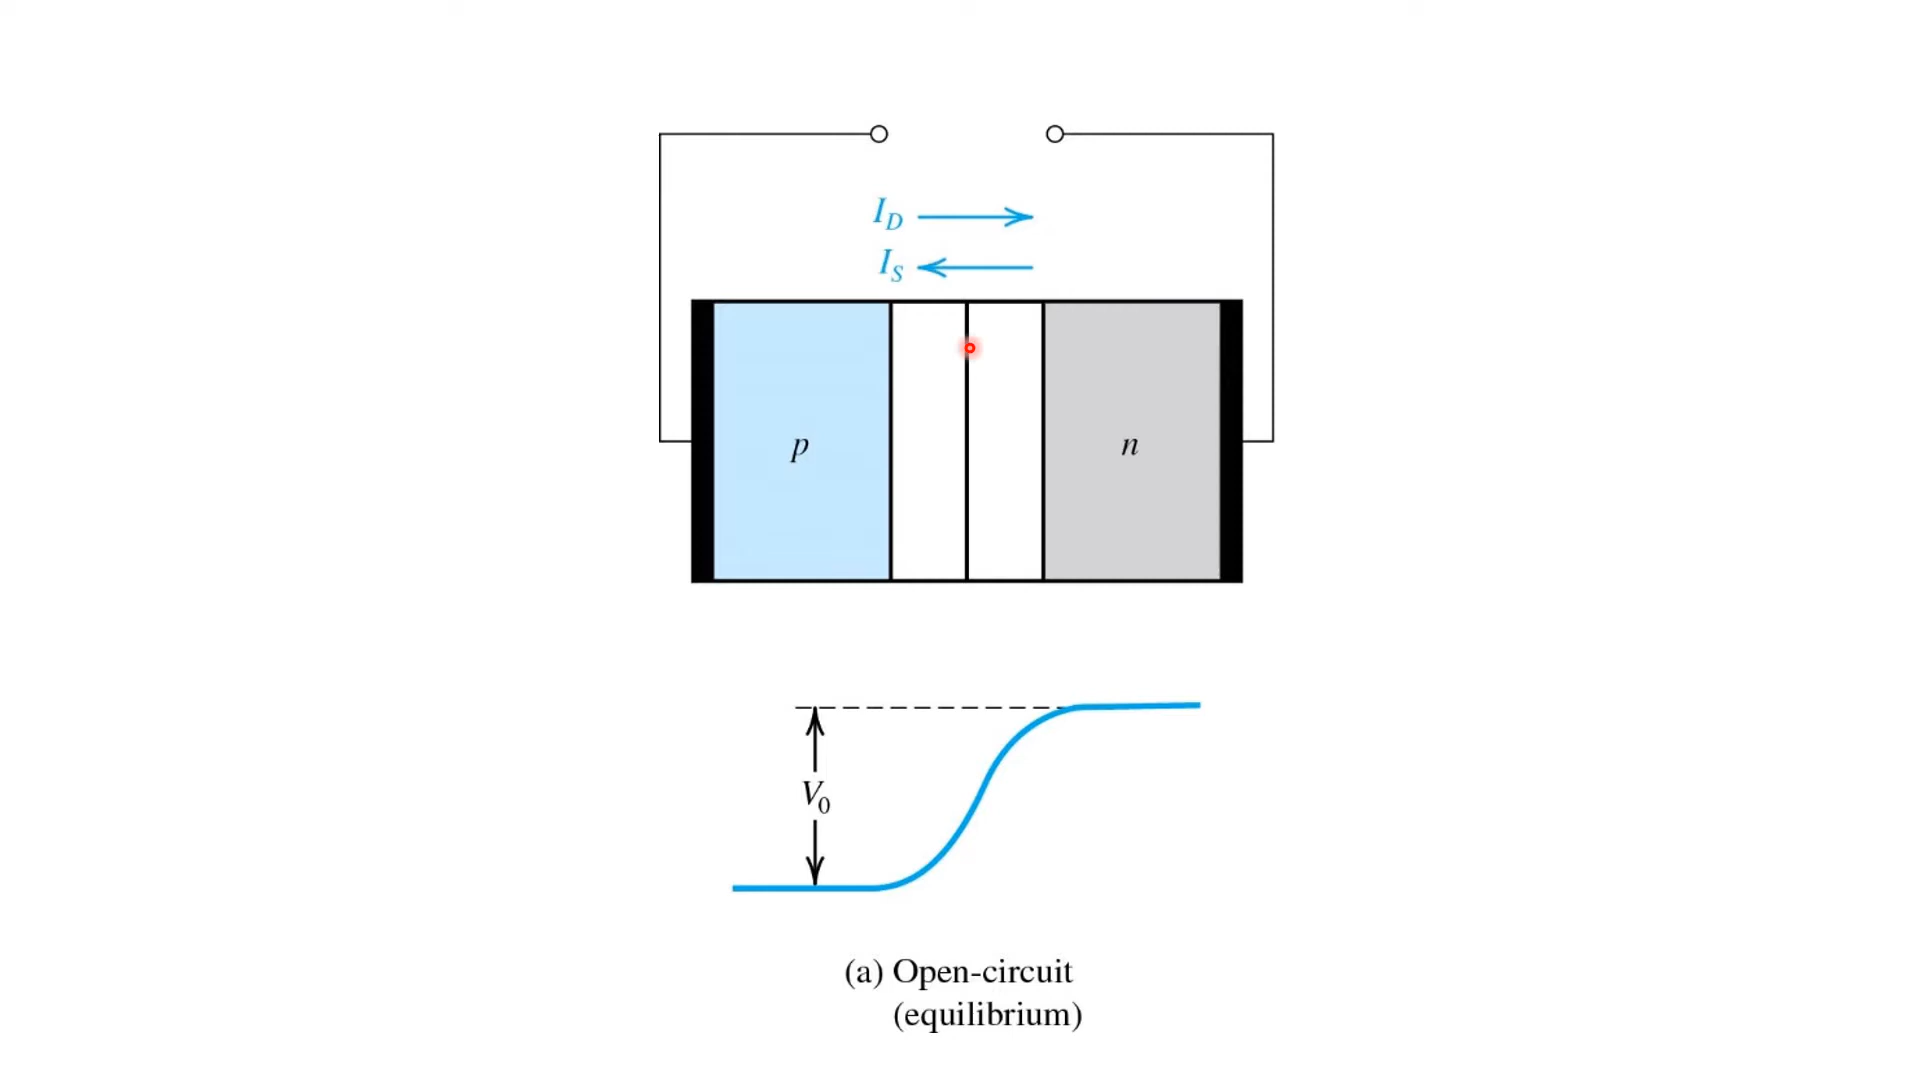 I_D
I_S
p
n
V_0
(a) Open-circuit
(equilibrium)